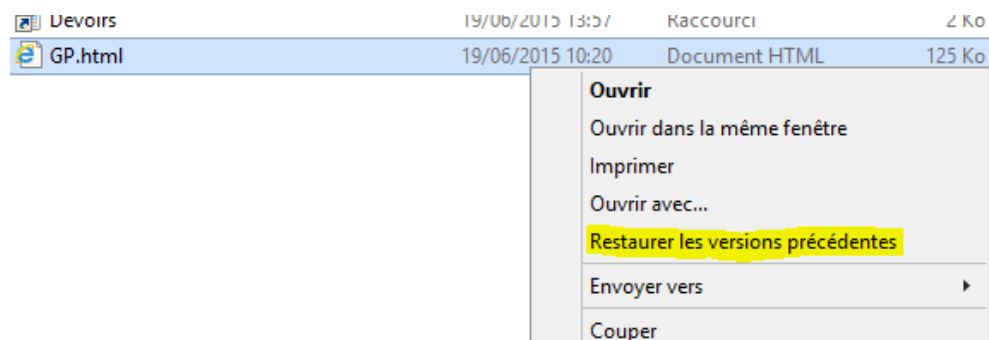 Devoirs 19/06/2015 13:57 Raccourci 2 Ko
GP.html 19/06/2015 10:20 Document HTML 125 Ko
Ouvrir
Ouvrir dans la même fenêtre
Imprimer
Ouvrir avec...
Restaurer les versions précédentes
Envoyer vers
Couper